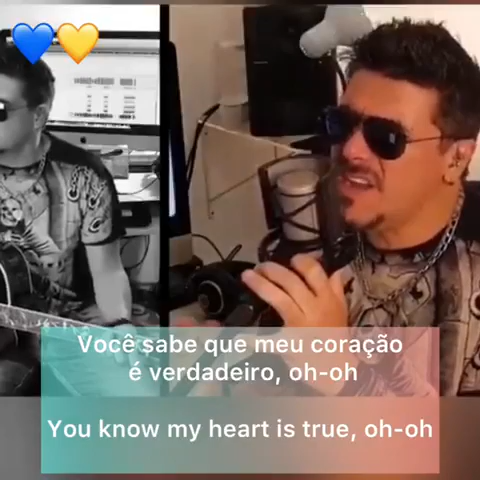 Você sabe que meu coração
é verdadeiro, oh-oh
You know my heart is true, oh-oh